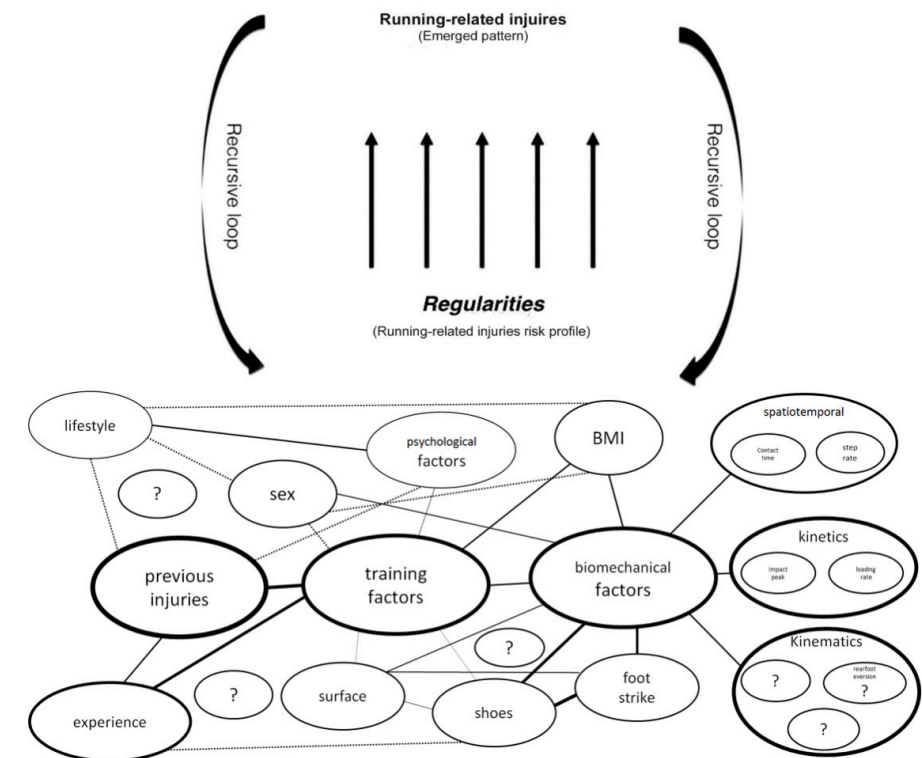 Running-related injuires
(Emerged pattern)
Recursive loop
Recursive loop
Regularities
(Running-related injuries risk profile)
lifestyle
psychological
factors
BMI
spatiotemporal
Contact
time
step
rate
?
sex
previous
injuries
training
factors
biomechanical
factors
kinetics
impact
peak
loading
rate
?
?
experience
surface
shoes
foot
strike
Kinematics
?
rearfoot
eversion
?
?